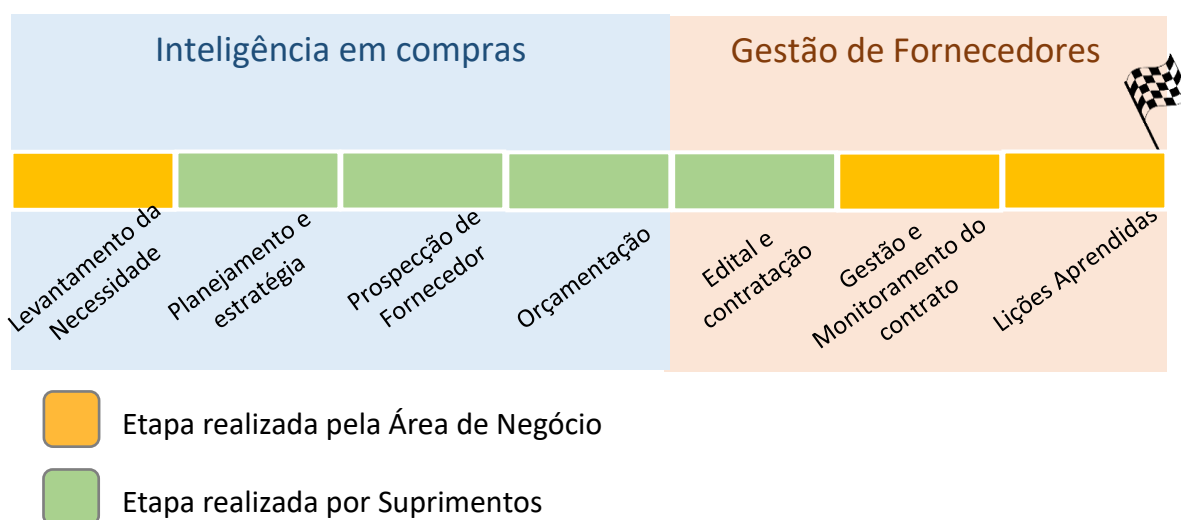 Inteligência em compras
Gestão de Fornecedores
Levantamento da
Necessidade
Planejamento e
estratégia
Prospecção de
Fornecedor
Orçamentação
Edital e
contratação
Gestão e
Monitoramento do
contrato
Lições Aprendidas
Etapa realizada pela Área de Negócio
Etapa realizada por Suprimentos